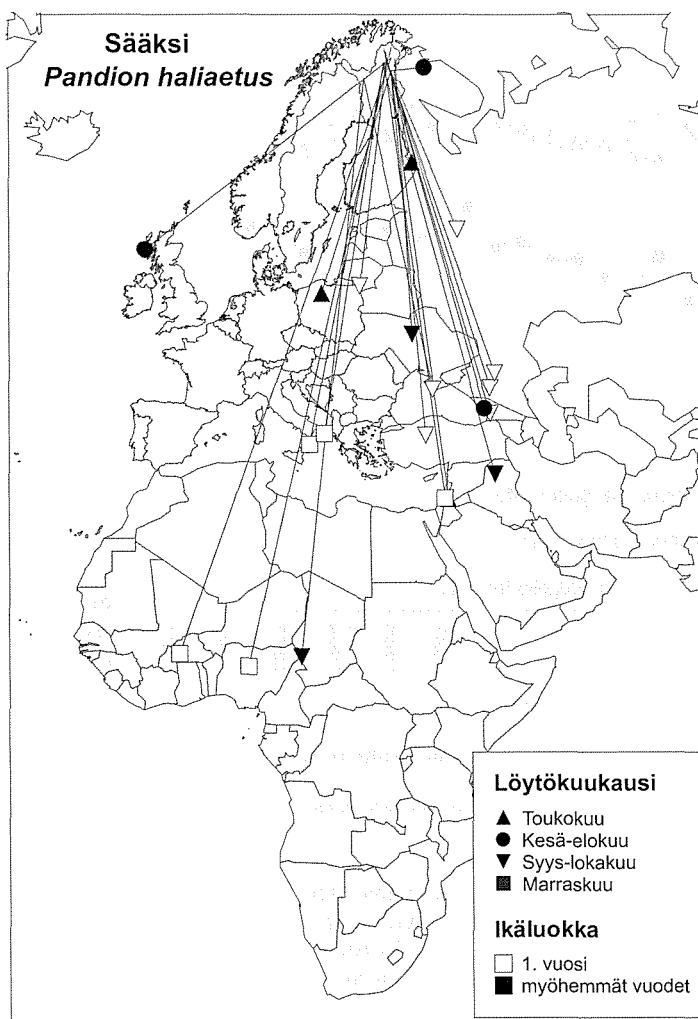 Sääksi
Pandion haliaetus
Löytökuukausi
Toukokuu
Kesä-elokuu
Syys-lokakuu
Marraskuu
Ikäluokka
1. vuosi
myöhemmät vuodet